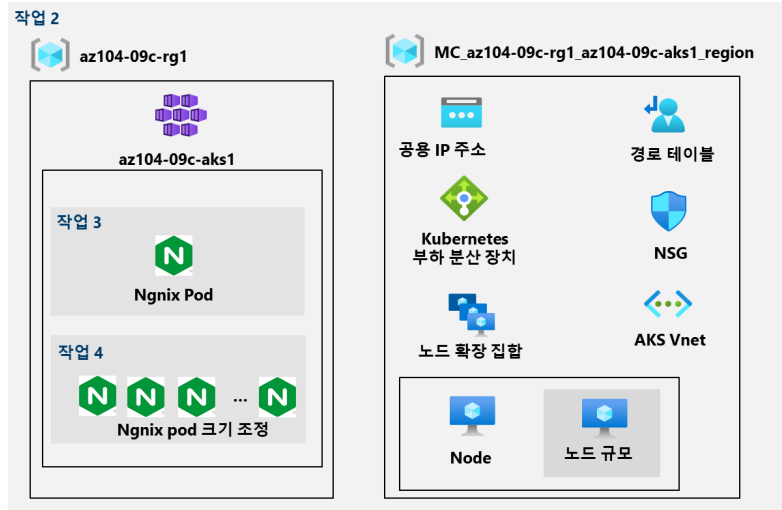 작업 2
az104-09c-rg1
az104-09c-aks1
작업 3
N
Ngnix Pod
작업 4
N N N ... N
Ngnix pod 크기 조정
MC_az104-09c-rg1_az104-09c-aks1_region
공용 IP 주소
경로 테이블
Kubernetes
부하 분산 장치
NSG
노드 확장 집합
AKS Vnet
Node
노드 규모